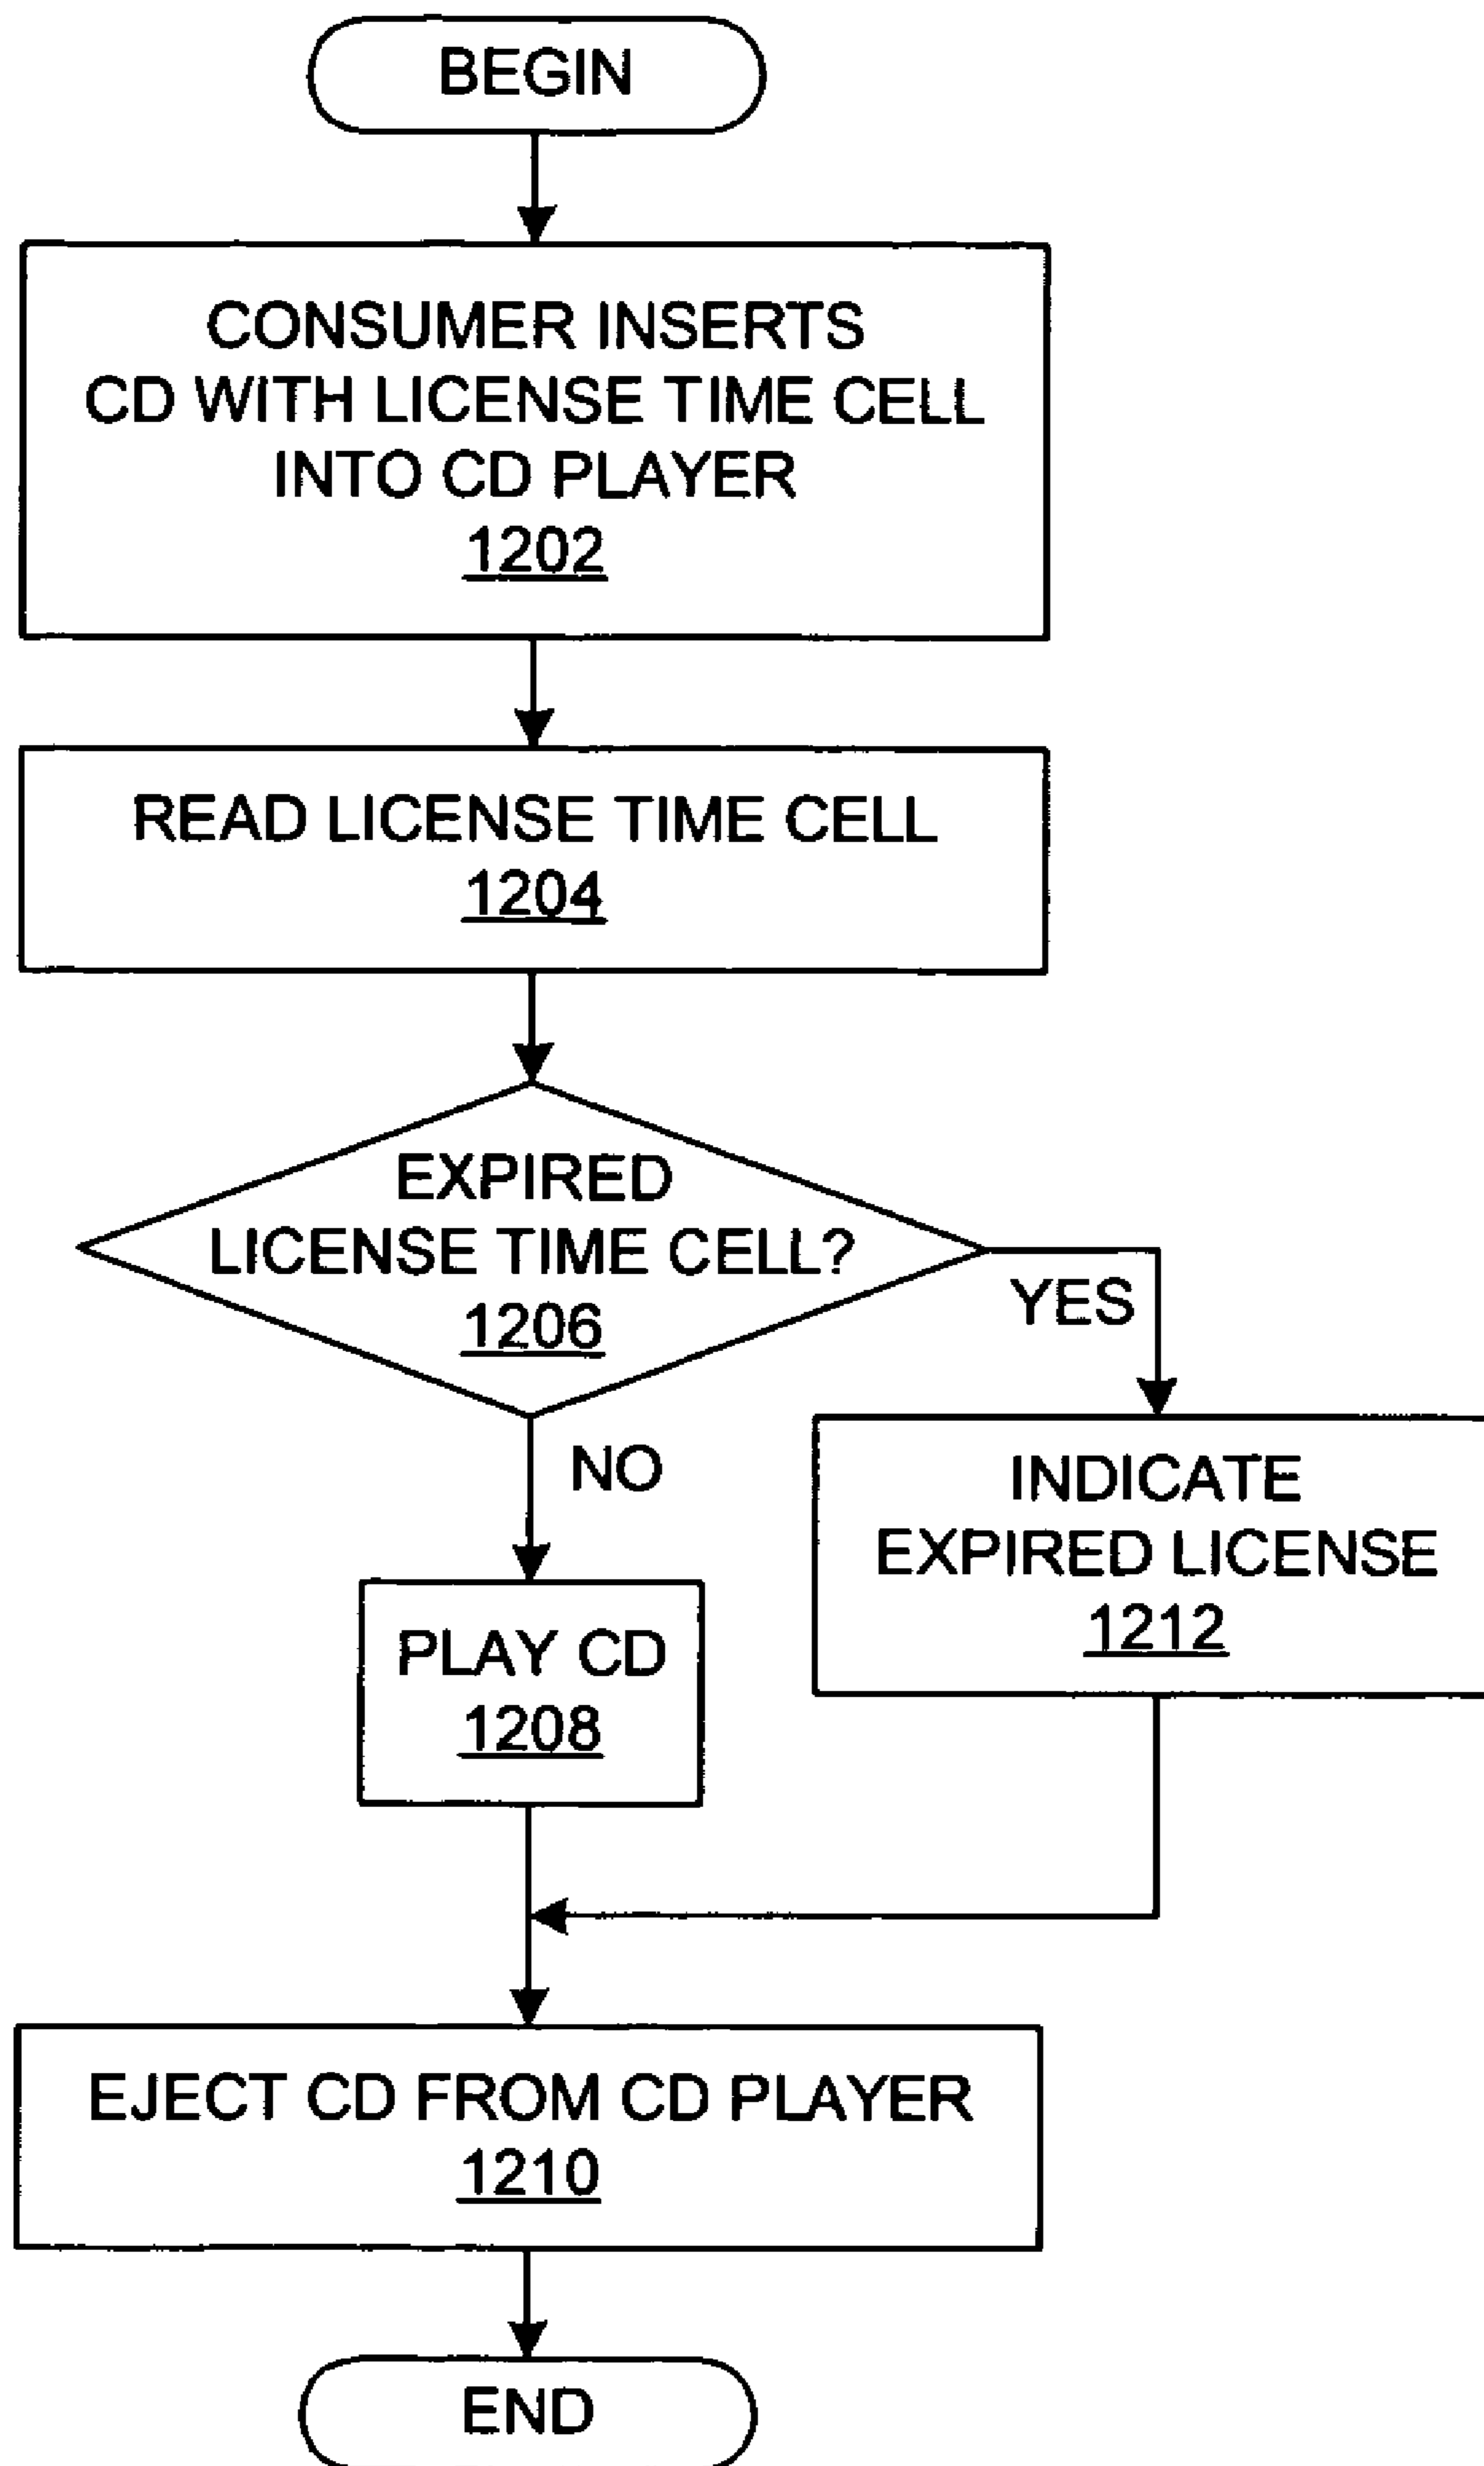 BEGIN
CONSUMER INSERTS
CD WITH LICENSE TIME CELL
INTO CD PLAYER
1202
READ LICENSE TIME CELL
1204
EXPIRED
LICENSE TIME CELL?
1206
YES
NO
INDICATE
EXPIRED LICENSE
1212
PLAY CD
1208
EJECT CD FROM CD PLAYER
1210
END